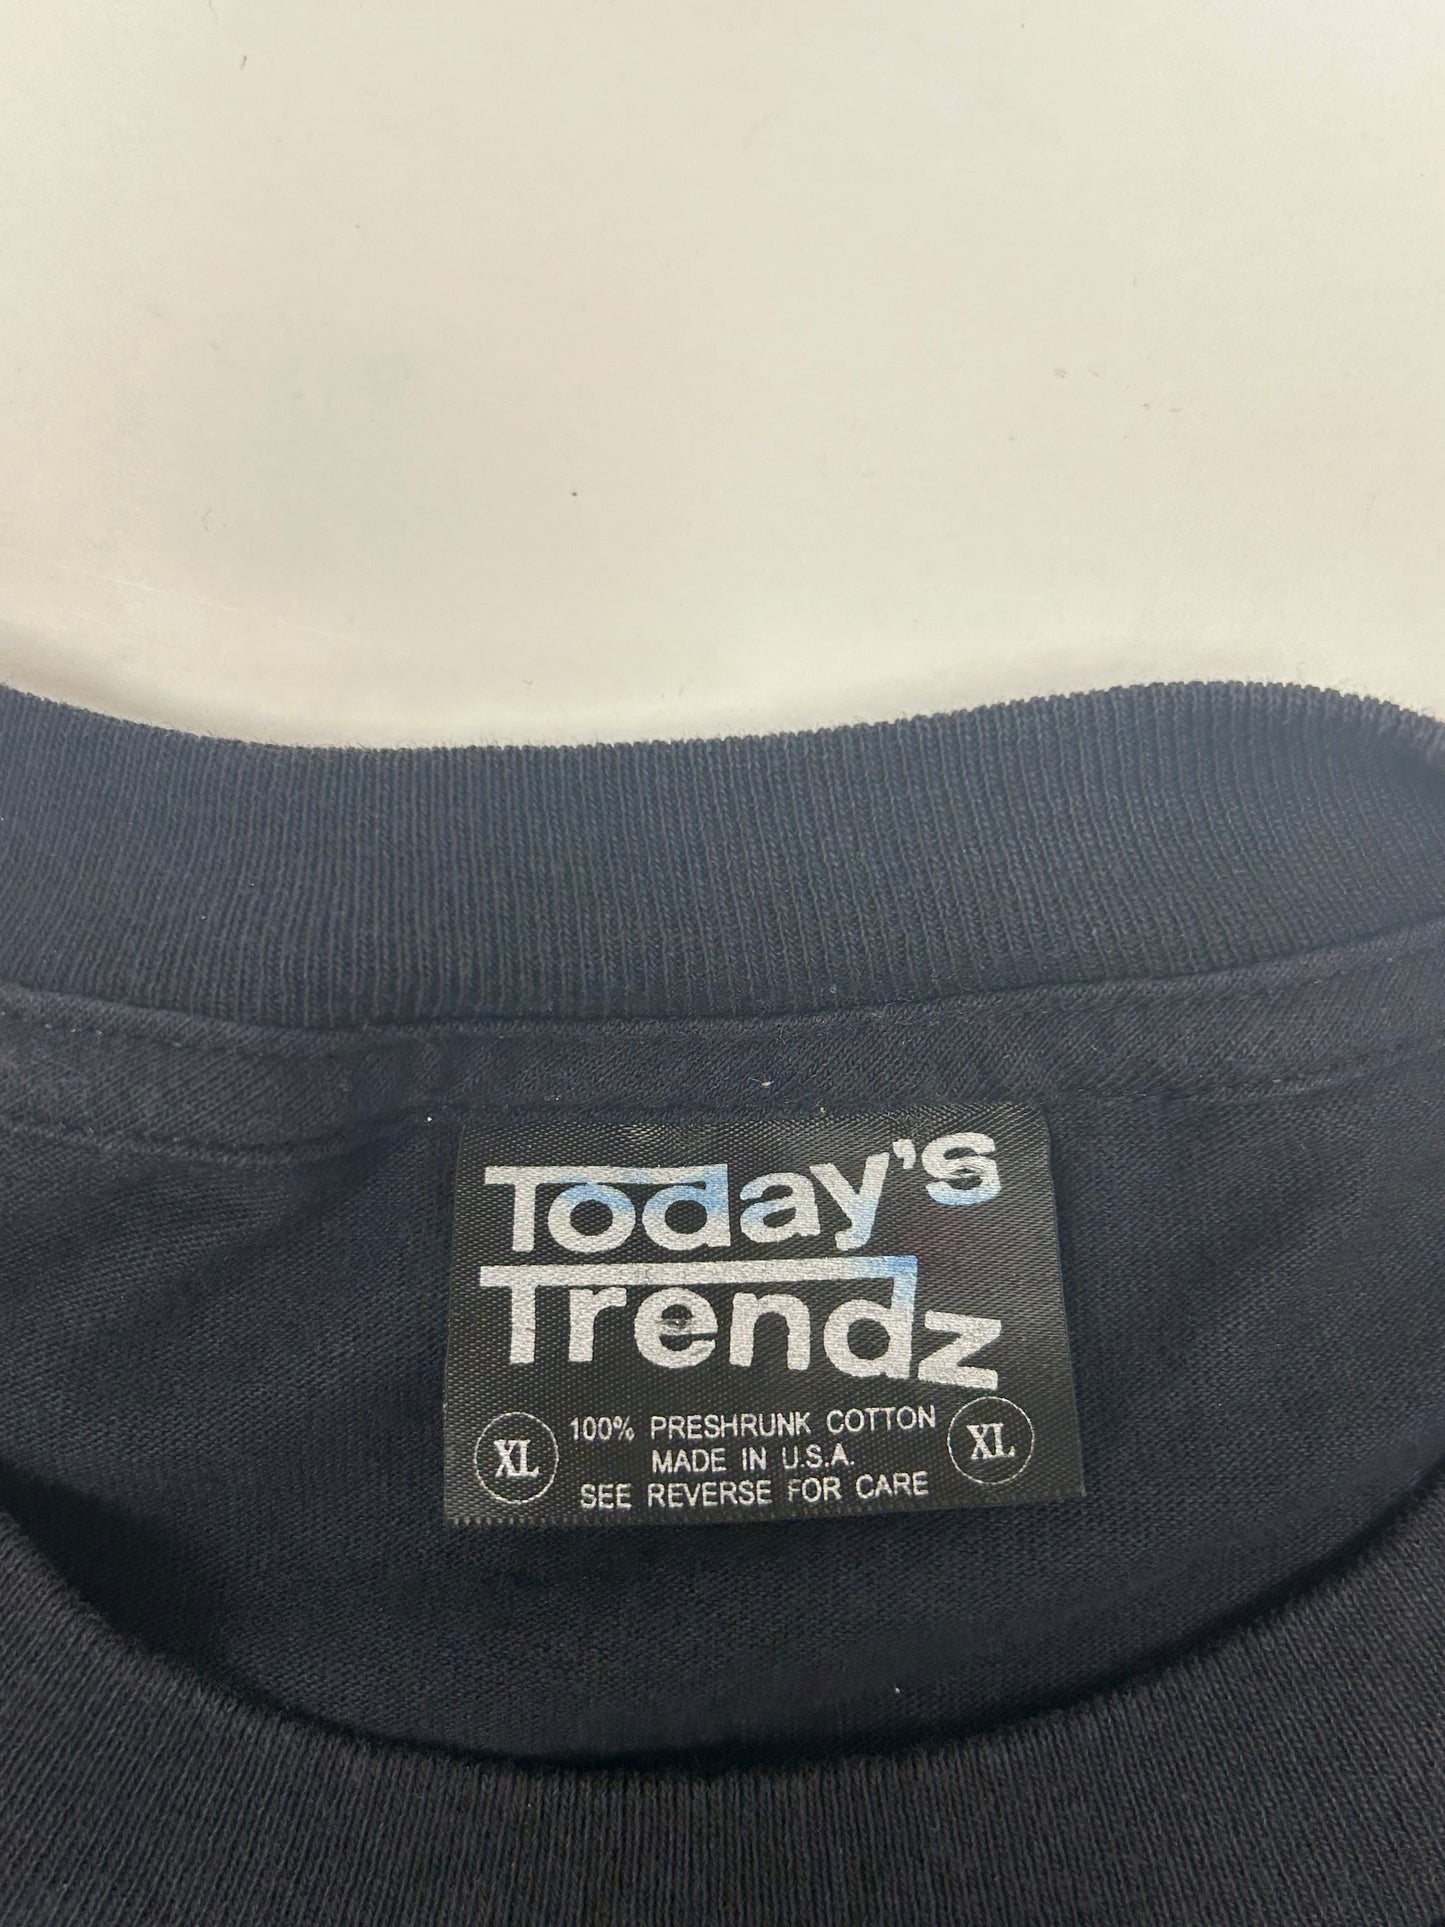 Today's
Trendz
XL 100% PRESHRUNK COTTON XL
MADE IN U.S.A.
SEE REVERSE FOR CARE